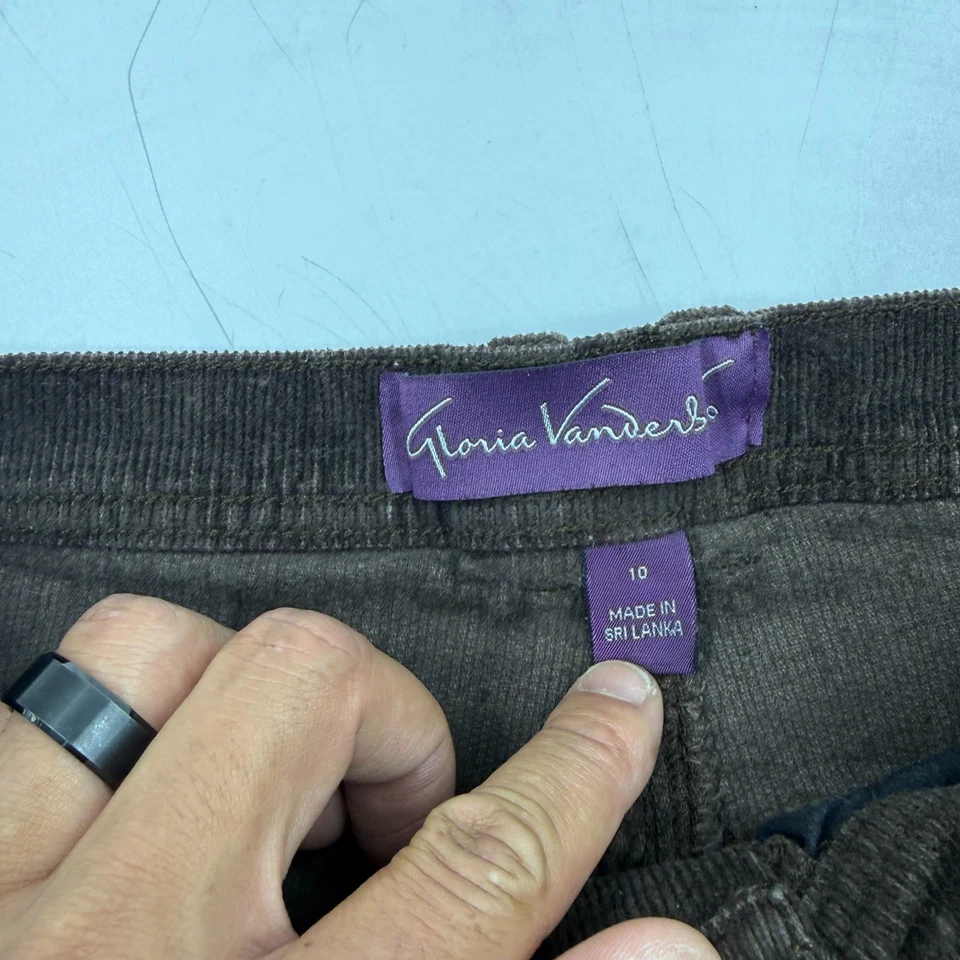 Gloria Vanderb
10
MADE IN
SRI LANKA